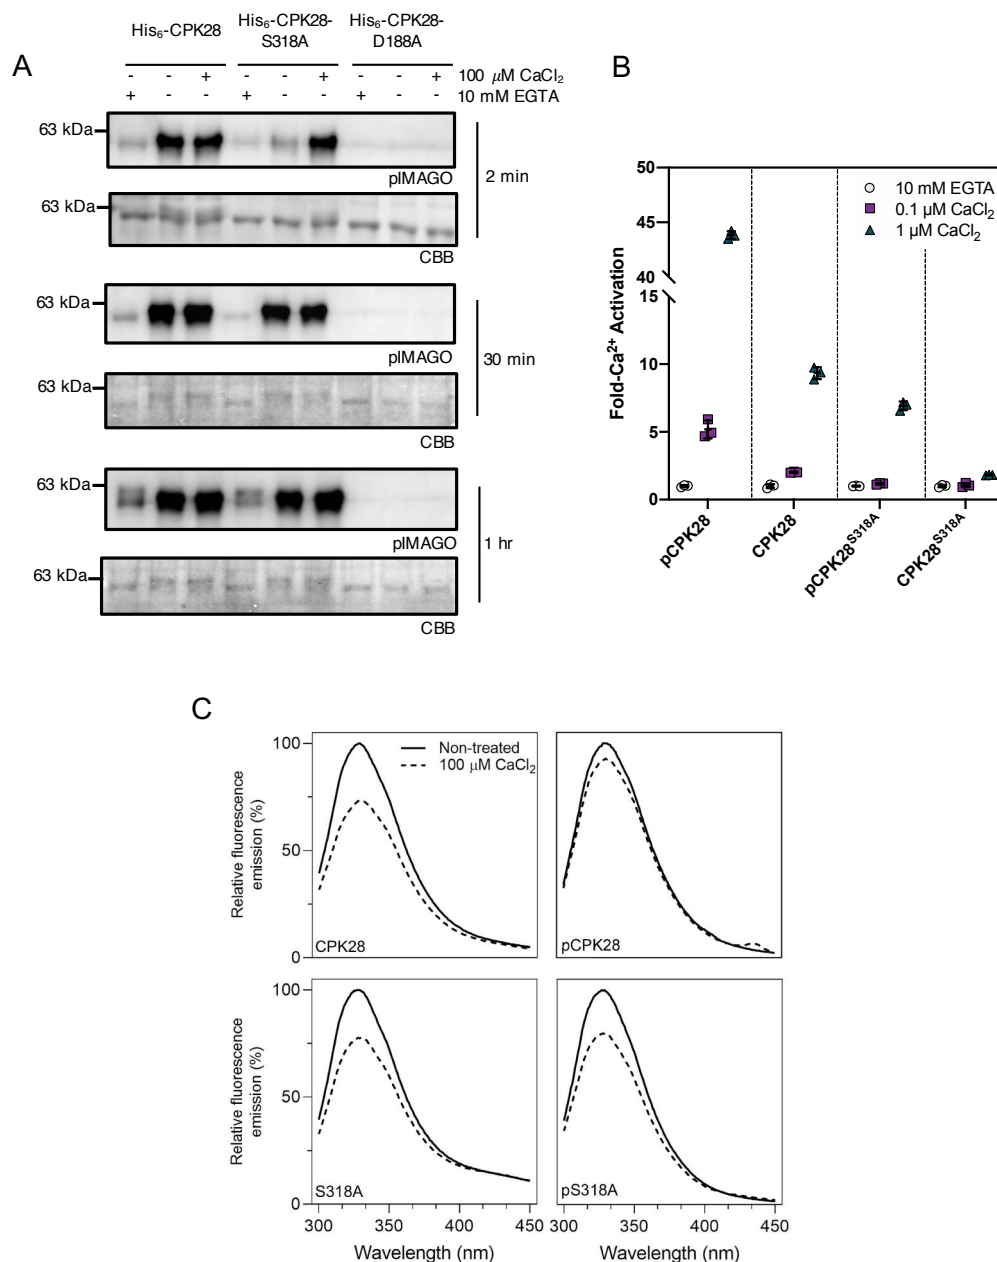 A
His₆-CPK28
His₆-CPK28-
S318A
His₆-CPK28-
D188A
- - + - - + - - + 100 µM CaCl₂
+ - - + - - + - - 10 mM EGTA
63 kDa
pIMAGO
63 kDa
CBB
2 min
63 kDa
pIMAGO
63 kDa
CBB
30 min
63 kDa
pIMAGO
63 kDa
CBB
1 hr
B
Fold-Ca²⁺ Activation
50
45
40
15
10
5
0
10 mM EGTA
0.1 µM CaCl₂
1 µM CaCl₂
pCPK28
CPK28
pCPK28S318A
CPK28S318A
C
Relative fluorescence
emission (%)
100
50
0
Non-treated
100 µM CaCl₂
CPK28
pCPK28
Relative fluorescence
emission (%)
100
50
0
S318A
pS318A
300 350 400 450
300 350 400 450
Wavelength (nm)
Wavelength (nm)